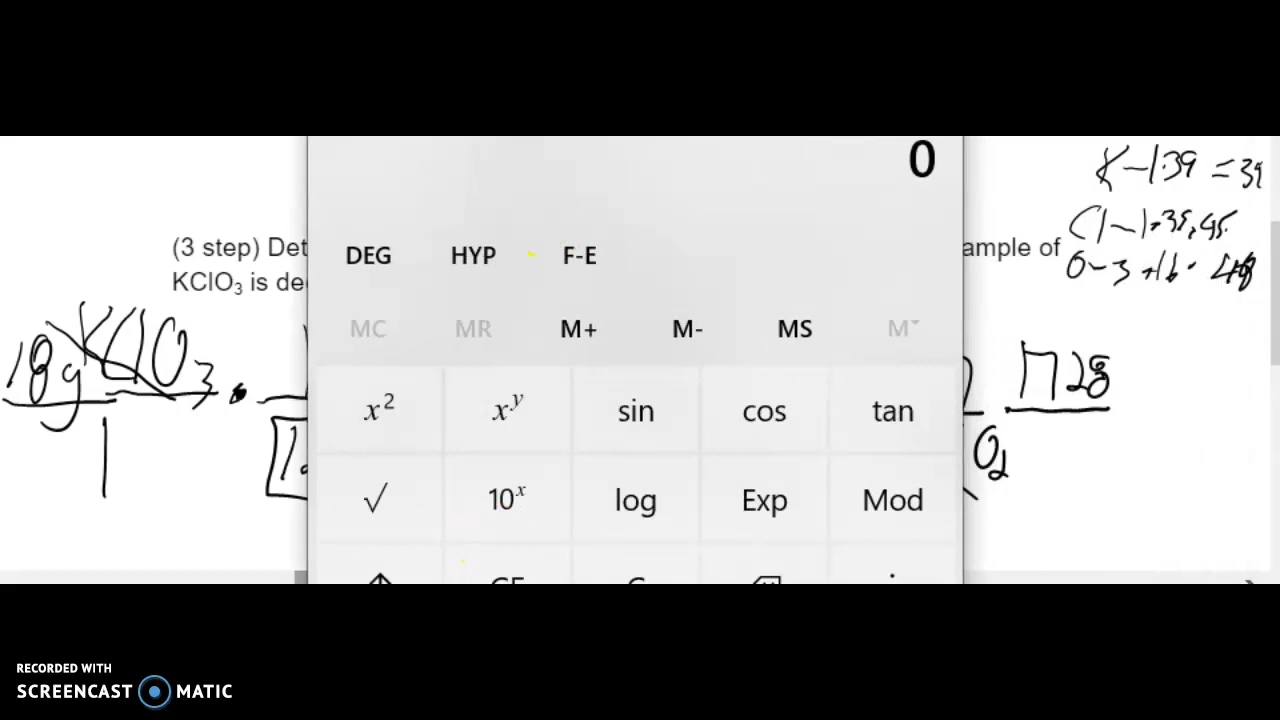 0
K-1·39 = 39
(3 step) Det
ample of
Cl-1·35.45
KClO₃ is de
O-3·16· 48
DEG HYP F-E
MC MR M+ M- MS M˅
18g KClO₃ ·
1
1728
O₂
x² xʸ sin cos tan
√ 10ˣ log Exp Mod
CE C
RECORDED WITH
SCREENCAST MATIC